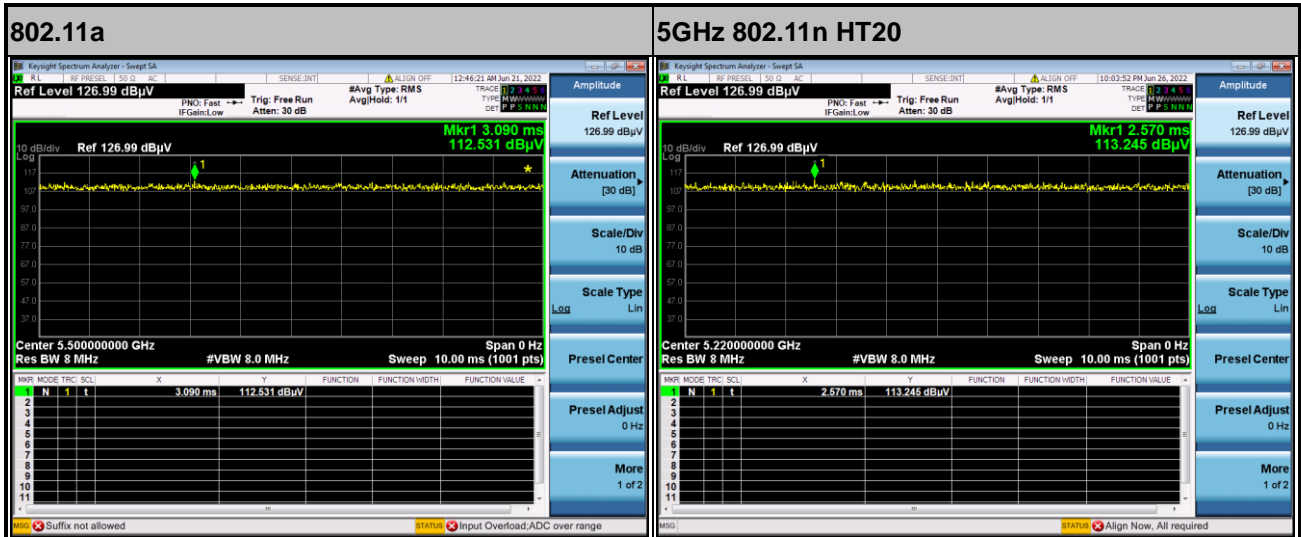 802.11a
Keysight Spectrum Analyzer - Swept SA
RL RF PRESEL 50 Ω AC SENSE:INT ALIGN OFF 12:46:21 AM Jun 21, 2022
Ref Level 126.99 dBµV
PNO: Fast
IFGain:Low
Trig: Free Run
Atten: 30 dB
#Avg Type: RMS
Avg|Hold: 1/1
TRACE 1 2 3 4 5 6
TYPE MWWWWW
DET P P S N N N
Mkr1 3.090 ms
112.531 dBµV
10 dB/div Ref 126.99 dBµV
Log
1
*
117
107
97.0
87.0
77.0
67.0
57.0
47.0
37.0
Center 5.500000000 GHz Span 0 Hz
Res BW 8 MHz #VBW 8.0 MHz Sweep 10.00 ms (1001 pts)
MKR MODE TRC SCL X Y FUNCTION FUNCTION WIDTH FUNCTION VALUE
1 N 1 t 3.090 ms 112.531 dBµV
2
3
4
5
6
7
8
9
10
11
MSG Suffix not allowed STATUS Input Overload;ADC over range
Amplitude
Ref Level
126.99 dBµV
Attenuation
[30 dB]
Scale/Div
10 dB
Scale Type
Log Lin
Presel Center
Presel Adjust
0 Hz
More
1 of 2
5GHz 802.11n HT20
Keysight Spectrum Analyzer - Swept SA
RL RF PRESEL 50 Ω AC SENSE:INT ALIGN OFF 10:03:52 PM Jun 26, 2022
Ref Level 126.99 dBµV
PNO: Fast
IFGain:Low
Trig: Free Run
Atten: 30 dB
#Avg Type: RMS
Avg|Hold: 1/1
TRACE 1 2 3 4 5 6
TYPE MWWWWW
DET P P S N N N
Mkr1 2.570 ms
113.245 dBµV
10 dB/div Ref 126.99 dBµV
Log
1
117
107
97.0
87.0
77.0
67.0
57.0
47.0
37.0
Center 5.220000000 GHz Span 0 Hz
Res BW 8 MHz #VBW 8.0 MHz Sweep 10.00 ms (1001 pts)
MKR MODE TRC SCL X Y FUNCTION FUNCTION WIDTH FUNCTION VALUE
1 N 1 t 2.570 ms 113.245 dBµV
2
3
4
5
6
7
8
9
10
11
MSG STATUS Align Now, All required
Amplitude
Ref Level
126.99 dBµV
Attenuation
[30 dB]
Scale/Div
10 dB
Scale Type
Log Lin
Presel Center
Presel Adjust
0 Hz
More
1 of 2